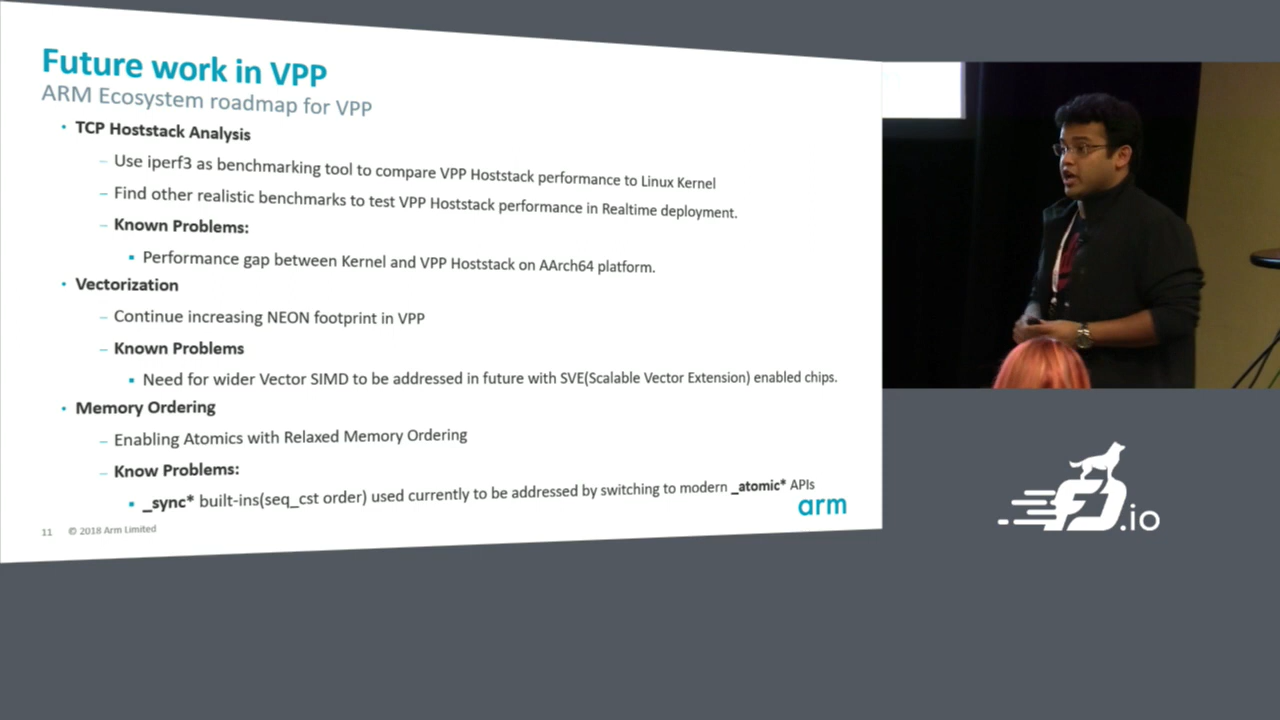 Future work in VPP
ARM Ecosystem roadmap for VPP
• TCP Hoststack Analysis
– Use iperf3 as benchmarking tool to compare VPP Hoststack performance to Linux Kernel
– Find other realistic benchmarks to test VPP Hoststack performance in Realtime deployment.
– Known Problems:
▪ Performance gap between Kernel and VPP Hoststack on AArch64 platform.
• Vectorization
– Continue increasing NEON footprint in VPP
– Known Problems
▪ Need for wider Vector SIMD to be addressed in future with SVE(Scalable Vector Extension) enabled chips.
• Memory Ordering
– Enabling Atomics with Relaxed Memory Ordering
– Know Problems:
▪ _sync* built-ins(seq_cst order) used currently to be addressed by switching to modern _atomic* APIs
arm
11 © 2018 Arm Limited
FD.io